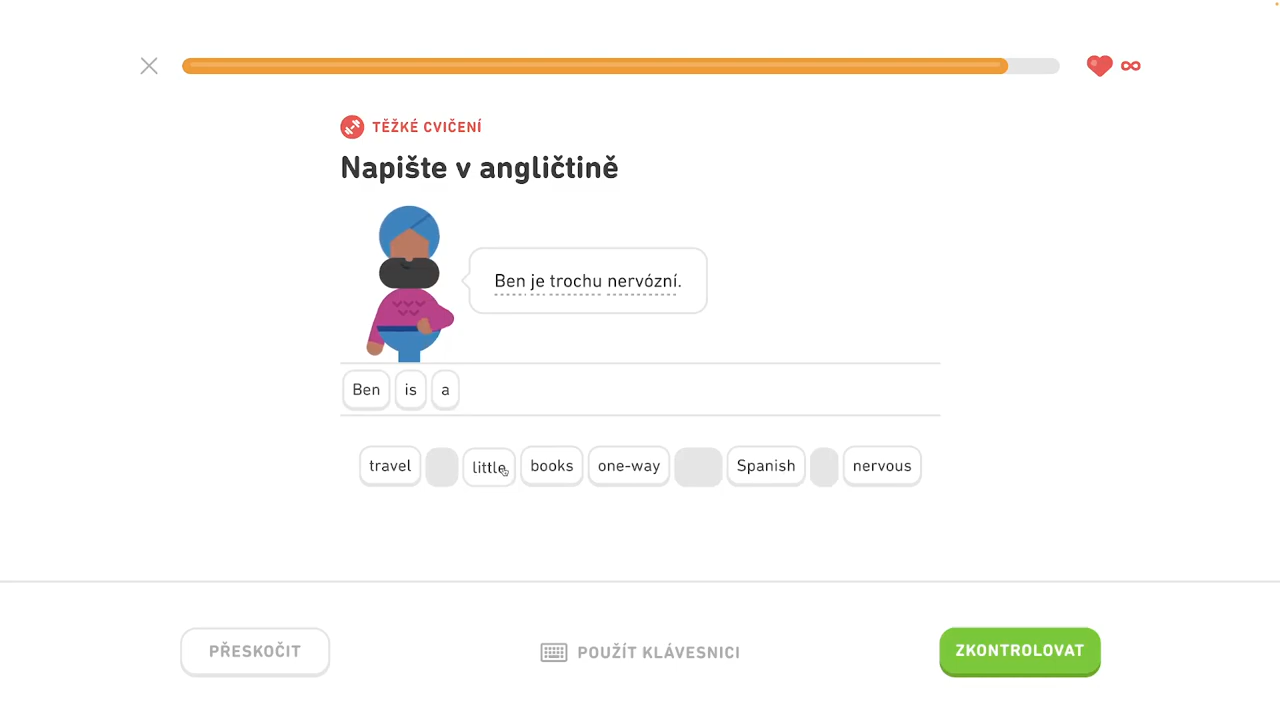 ∞
TĚŽKÉ CVIČENÍ
Napište v angličtině
Ben je trochu nervózní.
Ben is a
travel little books one-way Spanish nervous
PŘESKOČIT POUŽÍT KLÁVESNICI ZKONTROLOVAT